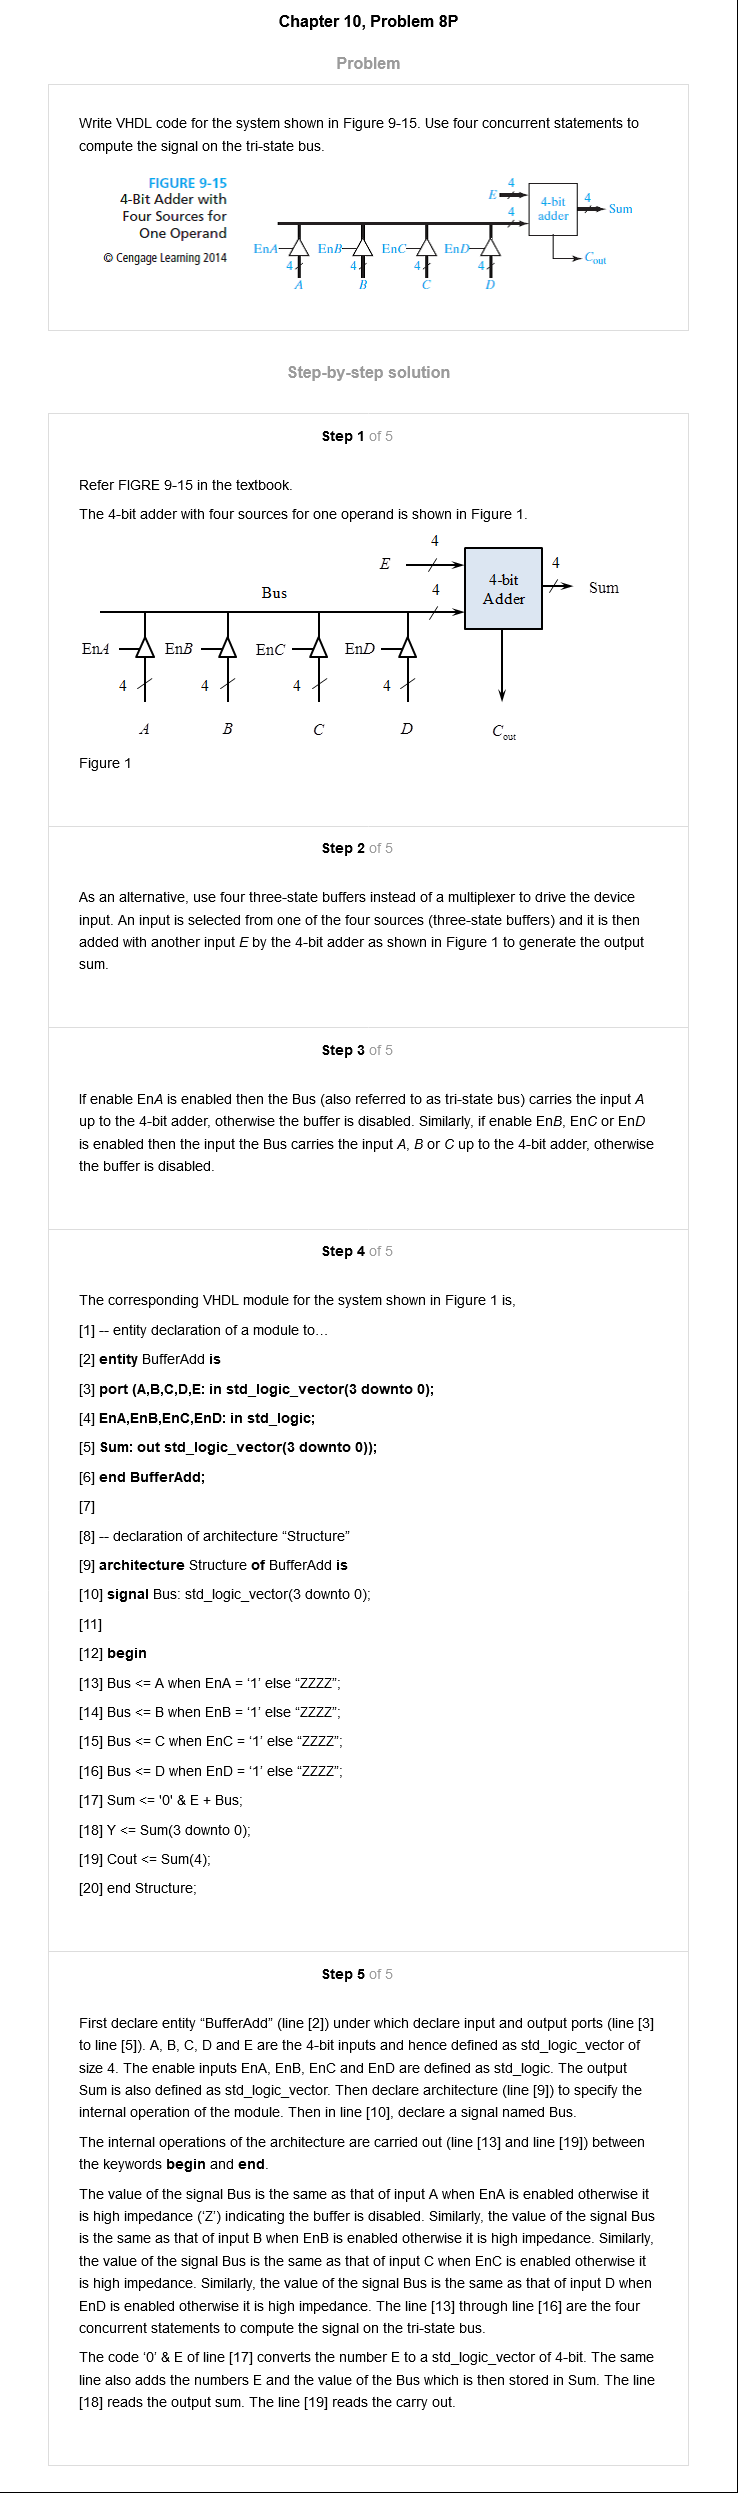 Chapter 10, Problem 8P
Problem
Write VHDL code for the system shown in Figure 9-15. Use four concurrent statements to
compute the signal on the tri-state bus.
FIGURE 9-15
4-Bit Adder with
Four Sources for
One Operand
© Cengage Learning 2014
E
4
4
4-bit
adder
4
Sum
Cout
EnA
EnB
EnC
EnD
4
4
4
4
A
B
C
D
Step-by-step solution
Step 1 of 5
Refer FIGRE 9-15 in the textbook.
The 4-bit adder with four sources for one operand is shown in Figure 1.
4
E
4
4-bit
Adder
4
Sum
Bus
EnA
EnB
EnC
EnD
4
4
4
4
A
B
C
D
Cout
Figure 1
Step 2 of 5
As an alternative, use four three-state buffers instead of a multiplexer to drive the device
input. An input is selected from one of the four sources (three-state buffers) and it is then
added with another input E by the 4-bit adder as shown in Figure 1 to generate the output
sum.
Step 3 of 5
If enable EnA is enabled then the Bus (also referred to as tri-state bus) carries the input A
up to the 4-bit adder, otherwise the buffer is disabled. Similarly, if enable EnB, EnC or EnD
is enabled then the input the Bus carries the input A, B or C up to the 4-bit adder, otherwise
the buffer is disabled.
Step 4 of 5
The corresponding VHDL module for the system shown in Figure 1 is,
[1] -- entity declaration of a module to…
[2] entity BufferAdd is
[3] port (A,B,C,D,E: in std_logic_vector(3 downto 0);
[4] EnA,EnB,EnC,EnD: in std_logic;
[5] Sum: out std_logic_vector(3 downto 0));
[6] end BufferAdd;
[7]
[8] -- declaration of architecture “Structure”
[9] architecture Structure of BufferAdd is
[10] signal Bus: std_logic_vector(3 downto 0);
[11]
[12] begin
[13] Bus <= A when EnA = ‘1’ else “ZZZZ”;
[14] Bus <= B when EnB = ‘1’ else “ZZZZ”;
[15] Bus <= C when EnC = ‘1’ else “ZZZZ”;
[16] Bus <= D when EnD = ‘1’ else “ZZZZ”;
[17] Sum <= '0' & E + Bus;
[18] Y <= Sum(3 downto 0);
[19] Cout <= Sum(4);
[20] end Structure;
Step 5 of 5
First declare entity “BufferAdd” (line [2]) under which declare input and output ports (line [3]
to line [5]). A, B, C, D and E are the 4-bit inputs and hence defined as std_logic_vector of
size 4. The enable inputs EnA, EnB, EnC and EnD are defined as std_logic. The output
Sum is also defined as std_logic_vector. Then declare architecture (line [9]) to specify the
internal operation of the module. Then in line [10], declare a signal named Bus.
The internal operations of the architecture are carried out (line [13] and line [19]) between
the keywords begin and end.
The value of the signal Bus is the same as that of input A when EnA is enabled otherwise it
is high impedance (‘Z’) indicating the buffer is disabled. Similarly, the value of the signal Bus
is the same as that of input B when EnB is enabled otherwise it is high impedance. Similarly,
the value of the signal Bus is the same as that of input C when EnC is enabled otherwise it
is high impedance. Similarly, the value of the signal Bus is the same as that of input D when
EnD is enabled otherwise it is high impedance. The line [13] through line [16] are the four
concurrent statements to compute the signal on the tri-state bus.
The code ‘0’ & E of line [17] converts the number E to a std_logic_vector of 4-bit. The same
line also adds the numbers E and the value of the Bus which is then stored in Sum. The line
[18] reads the output sum. The line [19] reads the carry out.